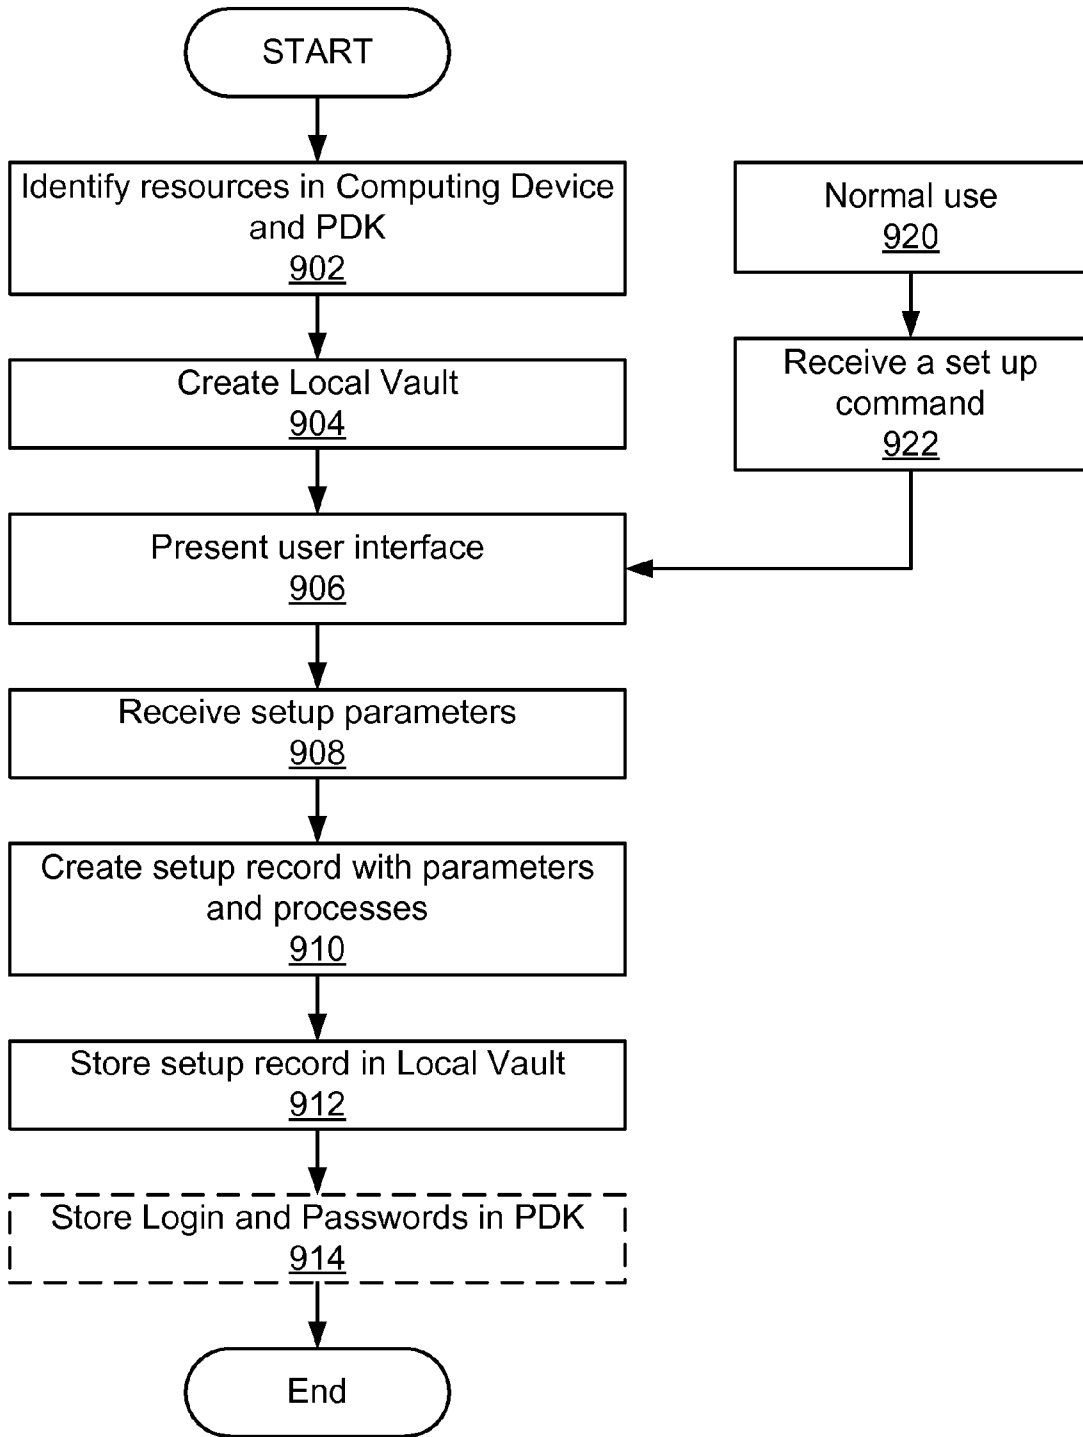 START
Identify resources in Computing Device
and PDK
902
Create Local Vault
904
Present user interface
906
Receive setup parameters
908
Create setup record with parameters
and processes
910
Store setup record in Local Vault
912
Store Login and Passwords in PDK
914
End
Normal use
920
Receive a set up
command
922